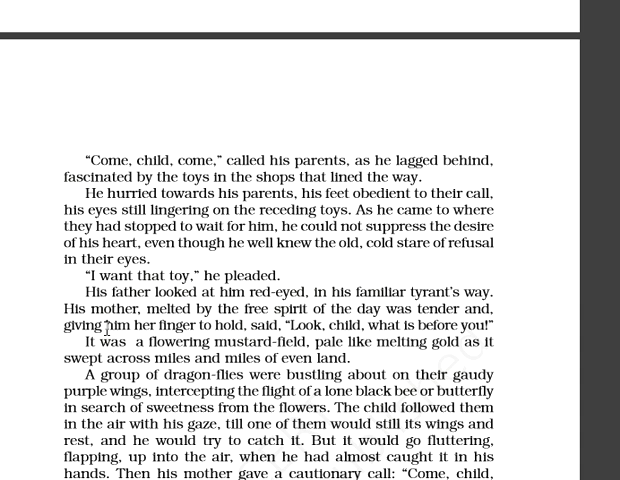 “Come, child, come,” called his parents, as he lagged behind,
fascinated by the toys in the shops that lined the way.
He hurried towards his parents, his feet obedient to their call,
his eyes still lingering on the receding toys. As he came to where
they had stopped to wait for him, he could not suppress the desire
of his heart, even though he well knew the old, cold stare of refusal
in their eyes.
“I want that toy,” he pleaded.
His father looked at him red-eyed, in his familiar tyrant’s way.
His mother, melted by the free spirit of the day was tender and,
giving him her finger to hold, said, “Look, child, what is before you!”
It was a flowering mustard-field, pale like melting gold as it
swept across miles and miles of even land.
A group of dragon-flies were bustling about on their gaudy
purple wings, intercepting the flight of a lone black bee or butterfly
in search of sweetness from the flowers. The child followed them
in the air with his gaze, till one of them would still its wings and
rest, and he would try to catch it. But it would go fluttering,
flapping, up into the air, when he had almost caught it in his
hands. Then his mother gave a cautionary call: “Come, child,